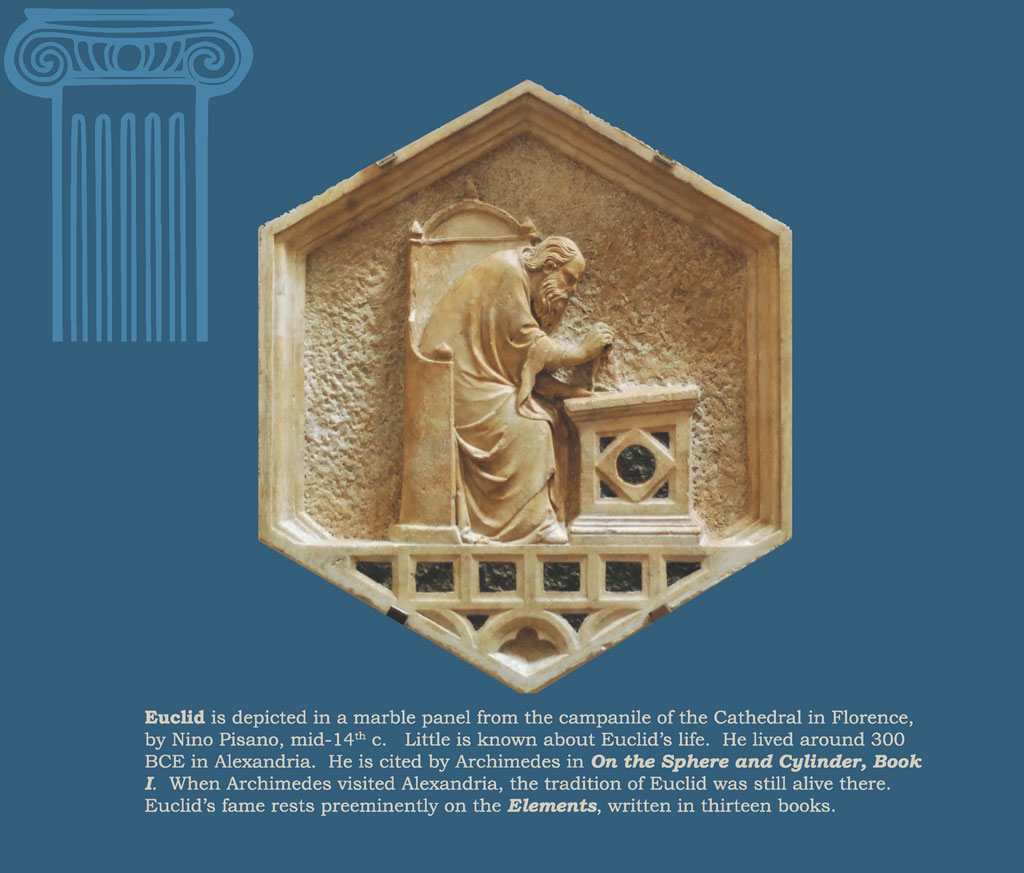 Euclid is depicted in a marble panel from the campanile of the Cathedral in Florence,
by Nino Pisano, mid-14th c.   Little is known about Euclid's life.  He lived around 300
BCE in Alexandria.  He is cited by Archimedes in On the Sphere and Cylinder, Book
I.  When Archimedes visited Alexandria, the tradition of Euclid was still alive there.
Euclid's fame rests preeminently on the Elements, written in thirteen books.